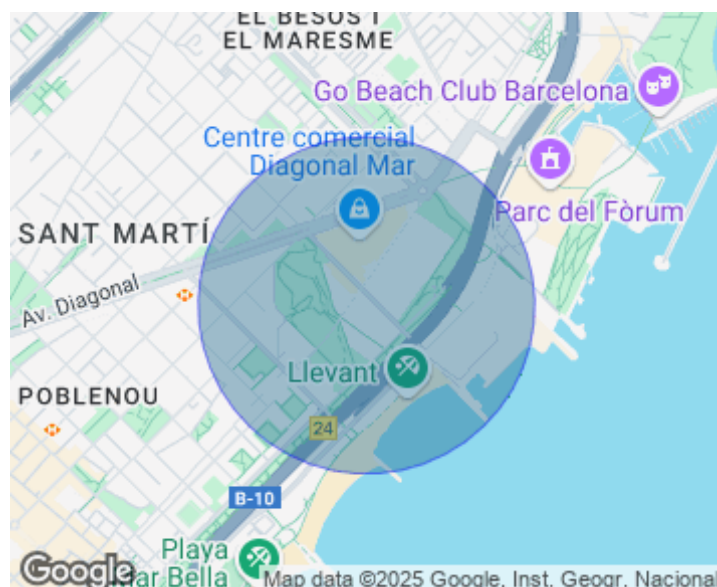 EL BESÒS I
EL MARESME
Go Beach Club Barcelona
Centre comercial
Diagonal Mar
Parc del Fòrum
SANT MARTÍ
Av. Diagonal
Llevant
POBLENOU
24
B-10
Playa
Mar Bella
Google
Map data ©2025 Google, Inst. Geogr. Nacional